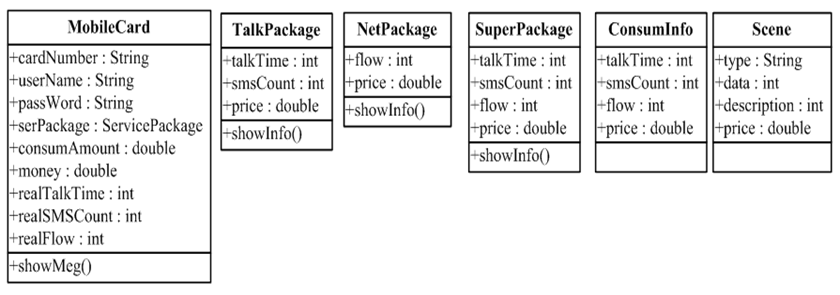 MobileCard
+cardNumber : String
+userName : String
+passWord : String
+serPackage : ServicePackage
+consumAmount : double
+money : double
+realTalkTime : int
+realSMSCount : int
+realFlow : int
+showMeg()
TalkPackage
+talkTime : int
+smsCount : int
+price : double
+showInfo()
NetPackage
+flow : int
+price : double
+showInfo()
SuperPackage
+talkTime : int
+smsCount : int
+flow : int
+price : double
+showInfo()
ConsumInfo
+talkTime : int
+smsCount : int
+flow : int
+price : double
Scene
+type : String
+data : int
+description : int
+price : double